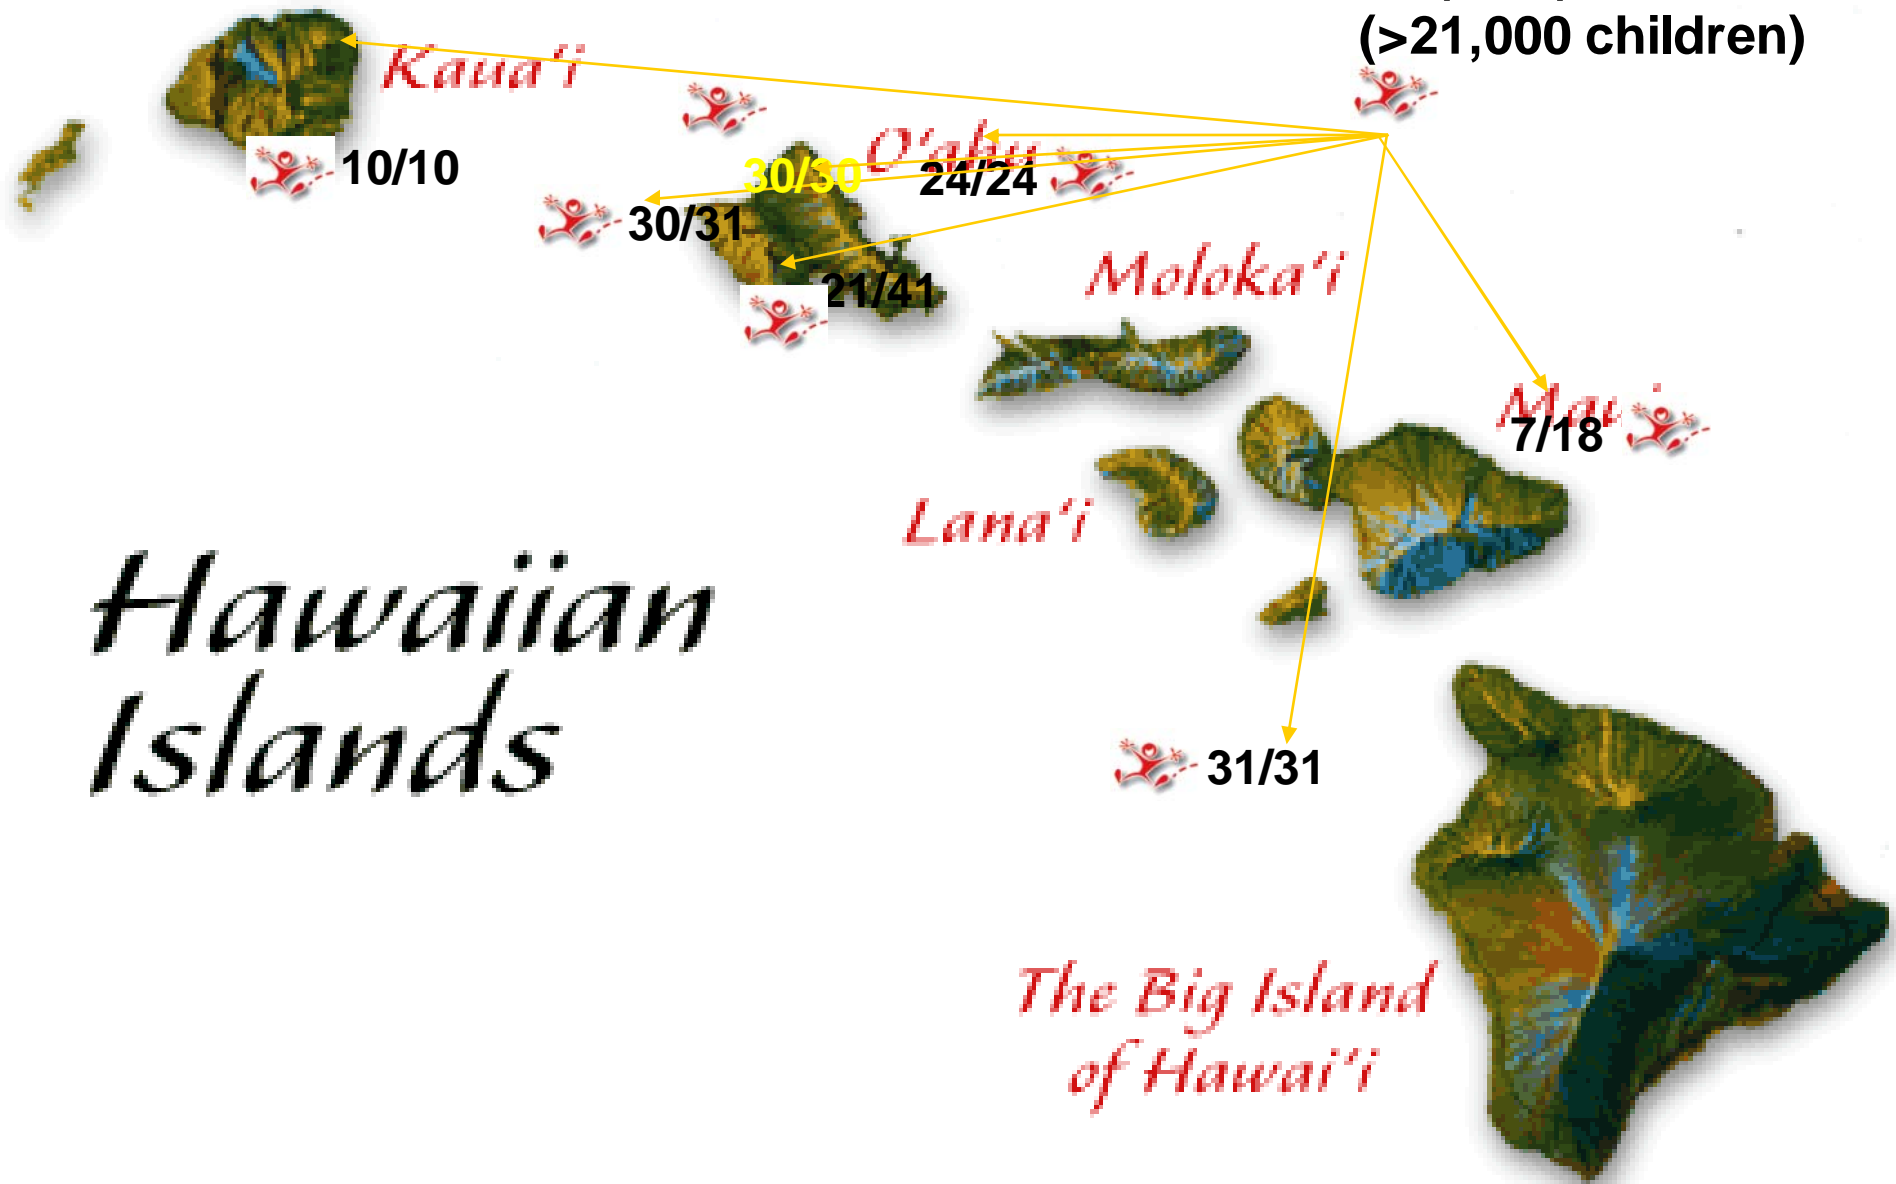 (>21,000 children)
Kaua'i
O'ahu
10/10
30/30
24/24
30/31
Moloka'i
21/41
Mau
7/18
Lana'i
Hawaiian
Islands
31/31
The Big Island
of Hawai'i